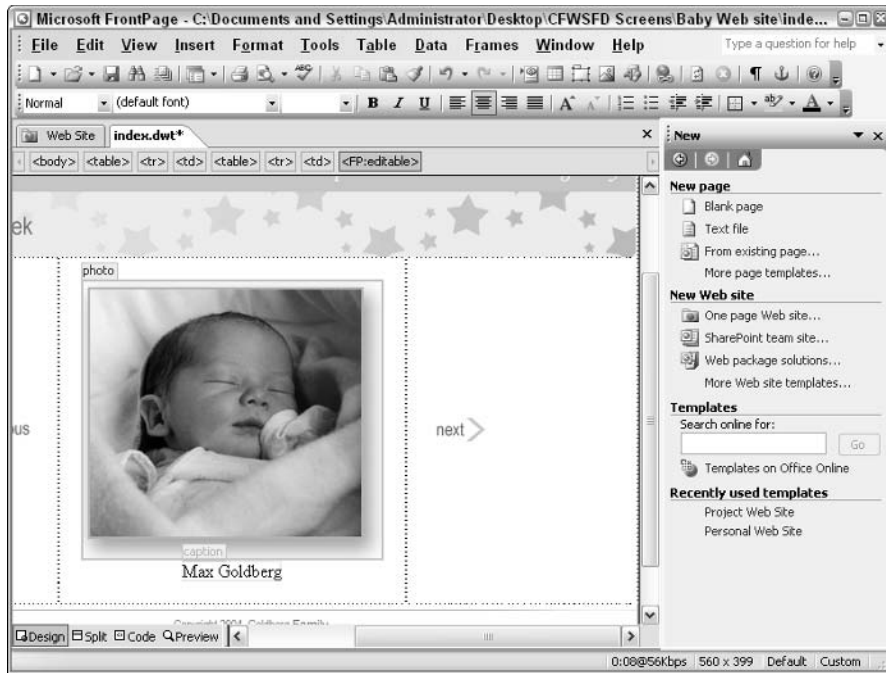 Microsoft FrontPage - C:\Documents and Settings\Administrator\Desktop\CFWSFD Screens\Baby Web site\inde...
File Edit View Insert Format Tools Table Data Frames Window Help Type a question for help
Normal (default font) B I U
Web Site index.dwt*
<body> <table> <tr> <td> <table> <tr> <td> <FP:editable>
ek
photo
ous
next
caption
Max Goldberg
Copyright 2004, Goldberg Family
Design Split Code Preview
New
New page
Blank page
Text file
From existing page...
More page templates...
New Web site
One page Web site...
SharePoint team site...
Web package solutions...
More Web site templates...
Templates
Search online for:
Go
Templates on Office Online
Recently used templates
Project Web Site
Personal Web Site
0:08@56Kbps 560 x 399 Default Custom